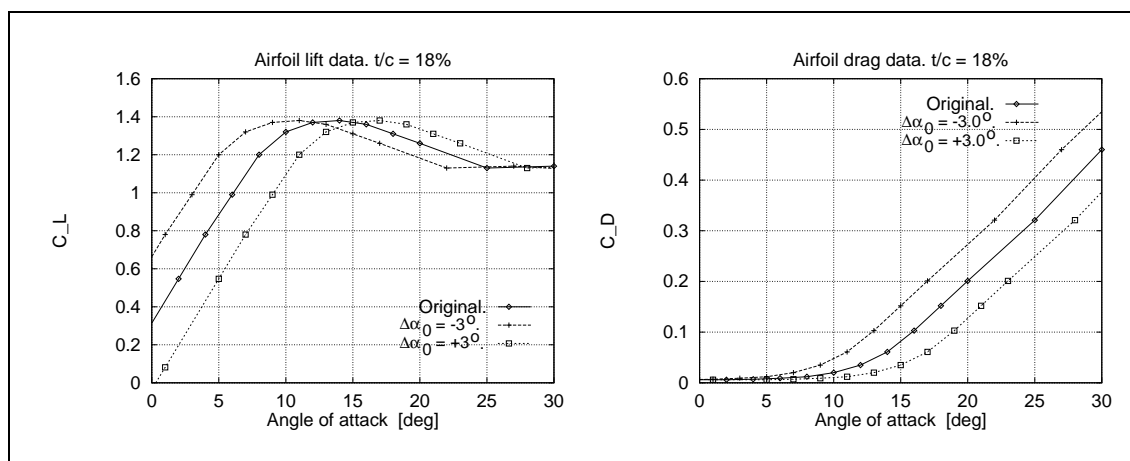 Airfoil lift data. t/c = 18%
1.6
1.4
1.2
1
0.8
0.6
0.4
0.2
0
C_L
Original.
Δα₀ = -3°.
Δα₀ = +3°.
0 5 10 15 20 25 30
Angle of attack [deg]
Airfoil drag data. t/c = 18%
0.6
0.5
0.4
0.3
0.2
0.1
0
C_D
Original.
Δα₀ = -3.0°.
Δα₀ = +3.0°.
0 5 10 15 20 25 30
Angle of attack [deg]